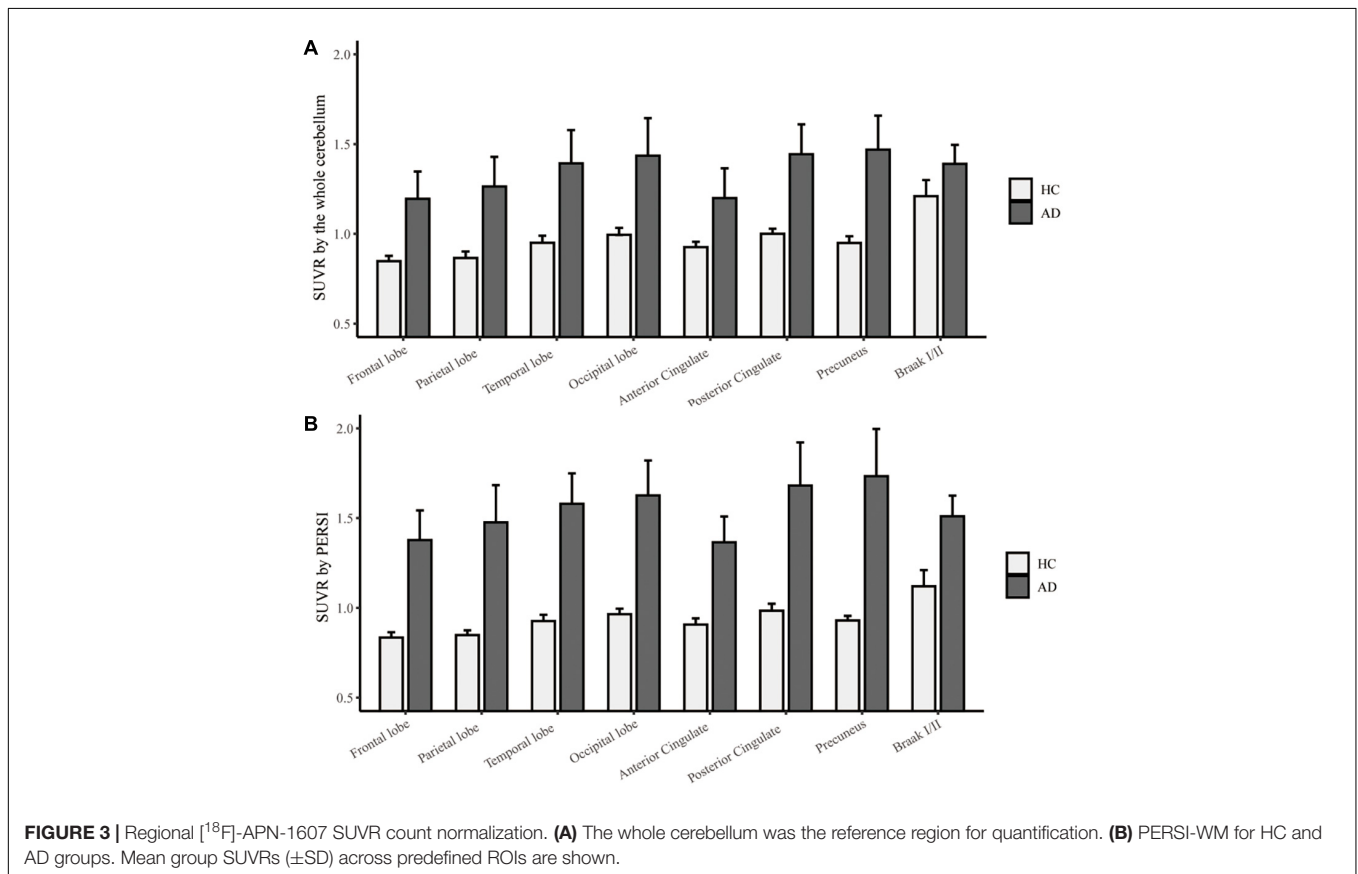 A
SUVR by the whole cerebellum
2.0
1.5
1.0
0.5
Frontal lobe
Parietal lobe
Temporal lobe
Occipital lobe
Anterior Cingulate
Posterior Cingulate
Precuneus
Braak I/II
HC
AD
B
SUVR by PERSI
2.0
1.5
1.0
0.5
Frontal lobe
Parietal lobe
Temporal lobe
Occipital lobe
Anterior Cingulate
Posterior Cingulate
Precuneus
Braak I/II
HC
AD
FIGURE 3 | Regional [¹⁸F]-APN-1607 SUVR count normalization. (A) The whole cerebellum was the reference region for quantification. (B) PERSI-WM for HC and
AD groups. Mean group SUVRs (±SD) across predefined ROIs are shown.